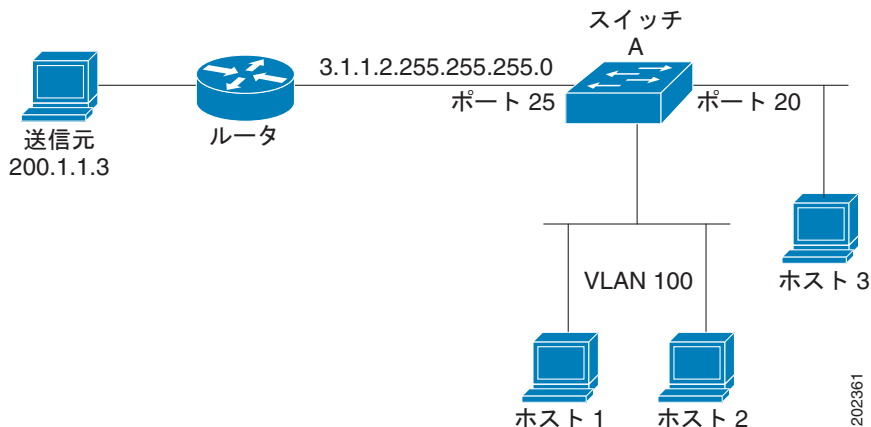 スイッチ
A
3.1.1.2.255.255.255.0
ポート 25
ポート 20
送信元
200.1.1.3
ルータ
VLAN 100
ホスト 3
ホスト 1
ホスト 2
202361